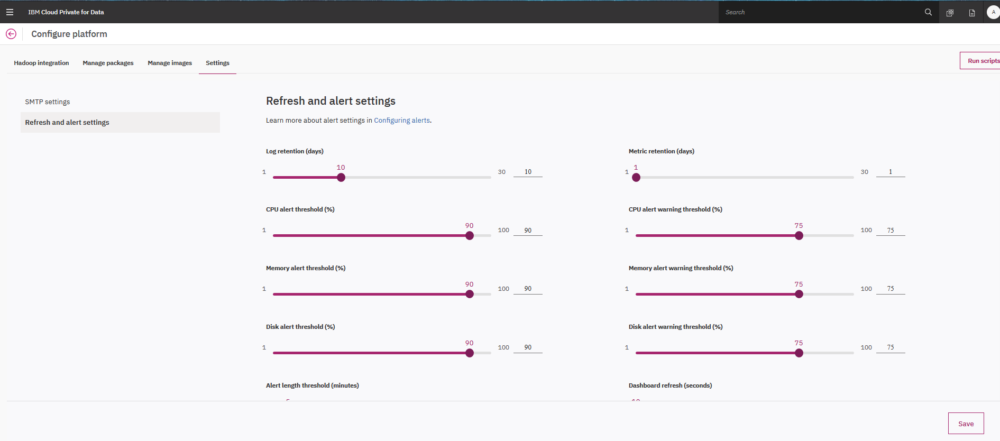 IBM Cloud Private for Data
Search
A
Configure platform
Hadoop integration
Manage packages
Manage images
Settings
Run scripts
SMTP settings
Refresh and alert settings
Refresh and alert settings
Learn more about alert settings in Configuring alerts.
Log retention (days)
10
1
30
10
Metric retention (days)
1
1
30
1
CPU alert threshold (%)
90
1
100
90
CPU alert warning threshold (%)
75
1
100
75
Memory alert threshold (%)
90
1
100
90
Memory alert warning threshold (%)
75
1
100
75
Disk alert threshold (%)
90
1
100
90
Disk alert warning threshold (%)
75
1
100
75
Alert length threshold (minutes)
Dashboard refresh (seconds)
Save